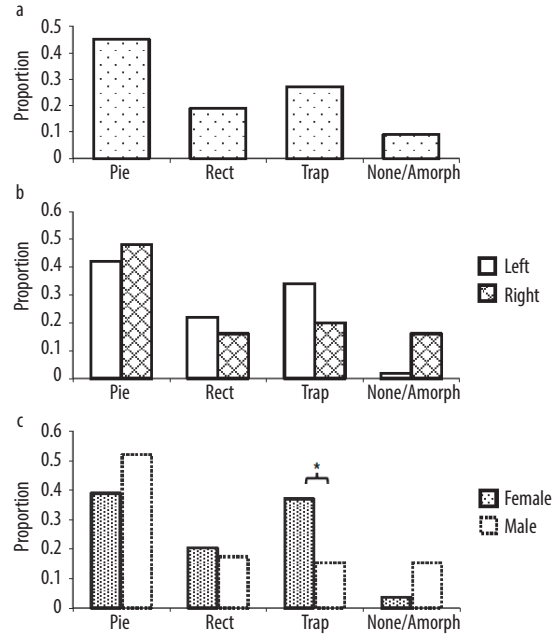 a
Proportion
0.5
0.4
0.3
0.2
0.1
0
Pie Rect Trap None/Amorph
b
Proportion
0.6
0.5
0.4
0.3
0.2
0.1
0
Pie Rect Trap None/Amorph
Left
Right
c
Proportion
0.6
0.5
0.4
0.3
0.2
0.1
0
*
Pie Rect Trap None/Amorph
Female
Male